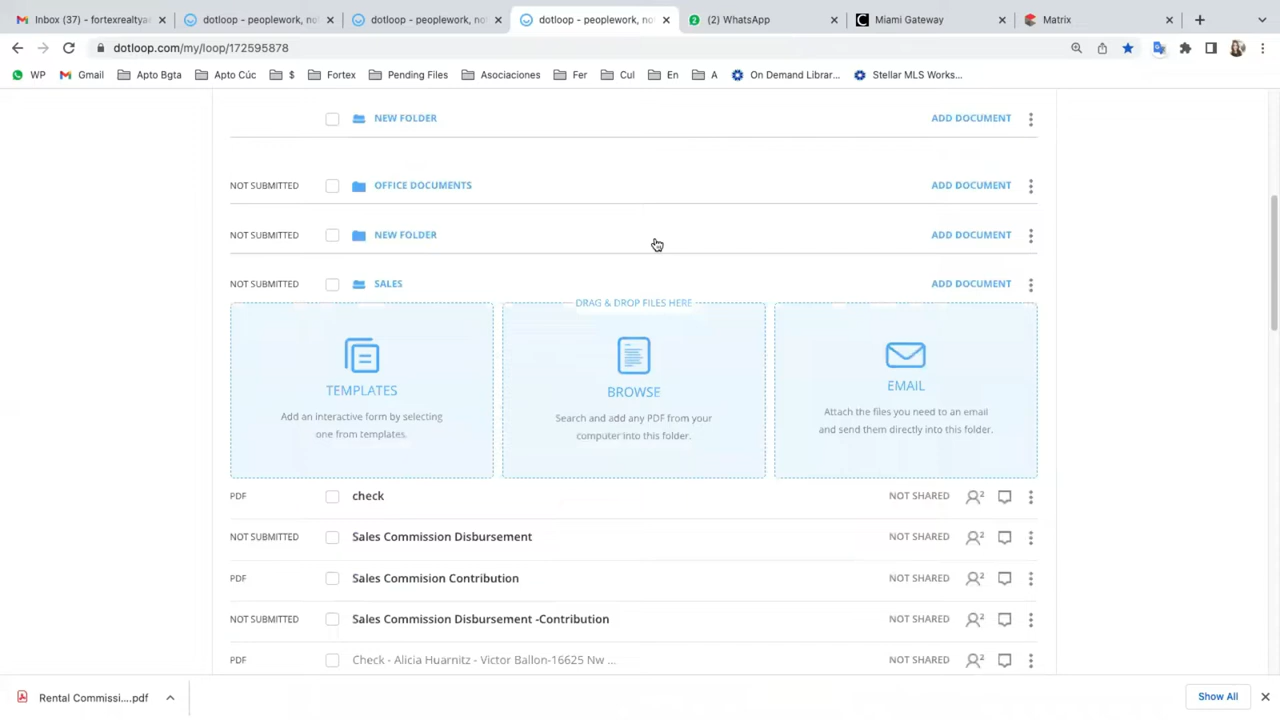 Inbox (37) - fortexrealtya
dotloop - peoplework, no
dotloop - peoplework, no
dotloop - peoplework, no
(2) WhatsApp
Miami Gateway
Matrix
dotloop.com/my/loop/172595878
WP
Gmail
Apto Bgta
Apto Cúc
$
Fortex
Pending Files
Asociaciones
Fer
Cul
En
A
On Demand Librar...
Stellar MLS Works...
NEW FOLDER
ADD DOCUMENT
NOT SUBMITTED
OFFICE DOCUMENTS
ADD DOCUMENT
NOT SUBMITTED
NEW FOLDER
ADD DOCUMENT
NOT SUBMITTED
SALES
ADD DOCUMENT
DRAG & DROP FILES HERE
TEMPLATES
Add an interactive form by selecting
one from templates.
BROWSE
Search and add any PDF from your
computer into this folder.
EMAIL
Attach the files you need to an email
and send them directly into this folder.
PDF
check
NOT SHARED
2
NOT SUBMITTED
Sales Commission Disbursement
NOT SHARED
2
PDF
Sales Commision Contribution
NOT SHARED
2
NOT SUBMITTED
Sales Commission Disbursement -Contribution
NOT SHARED
2
PDF
Check - Alicia Huarnitz - Victor Ballon-16625 Nw ...
NOT SHARED
2
Rental Commissi....pdf
Show All